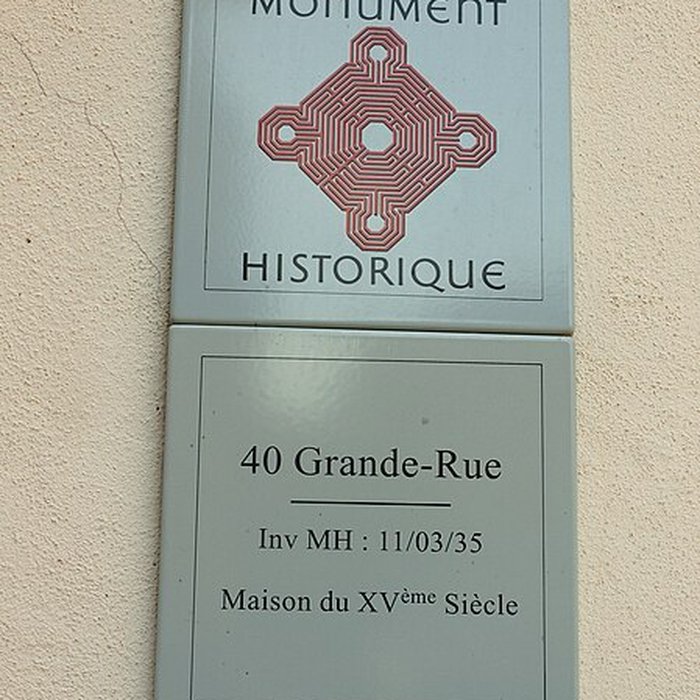 MONUMENT
HISTORIQUE
40 Grande-Rue
Inv MH : 11/03/35
Maison du XVème Siècle